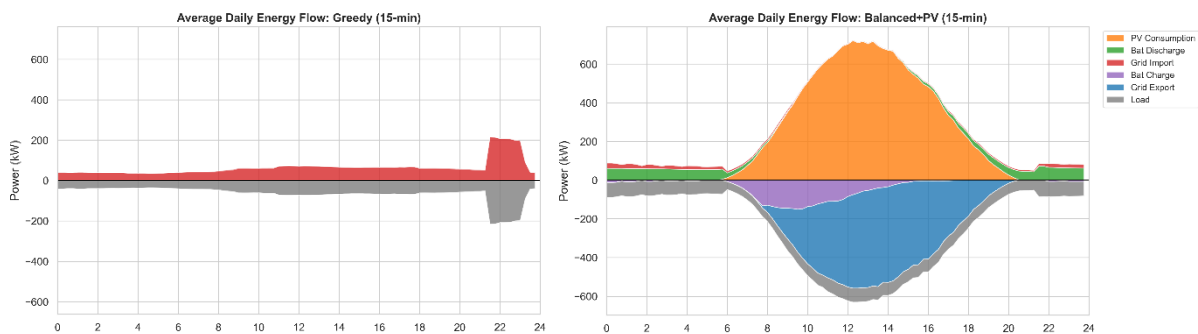 Average Daily Energy Flow: Greedy (15-min)
Power (kW)
600
400
200
0
−200
−400
−600
0 2 4 6 8 10 12 14 16 18 20 22 24
Average Daily Energy Flow: Balanced+PV (15-min)
Power (kW)
600
400
200
0
−200
−400
−600
0 2 4 6 8 10 12 14 16 18 20 22 24
PV Consumption
Bat Discharge
Grid Import
Bat Charge
Grid Export
Load